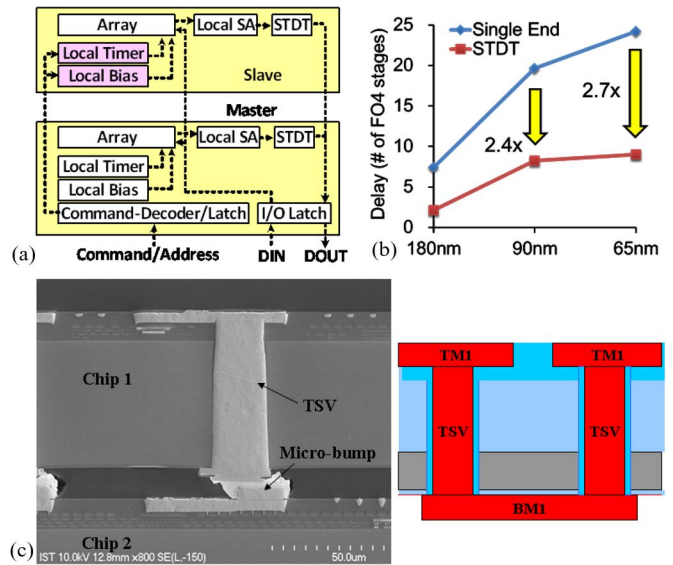 Array
Local SA
STDT
Local Timer
Local Bias
Slave
Master
Array
Local SA
STDT
Local Timer
Local Bias
Command-Decoder/Latch
I/O Latch
(a)
Command/Address
DIN
DOUT
Delay (# of FO4 stages)
25
20
15
10
5
0
Single End
STDT
2.4x
2.7x
180nm
90nm
65nm
(b)
Chip 1
TSV
Micro-bump
Chip 2
IST 10.0kV 12.8mm x800 SE(L,-150)
50.0um
(c)
TM1
TM1
TSV
TSV
BM1